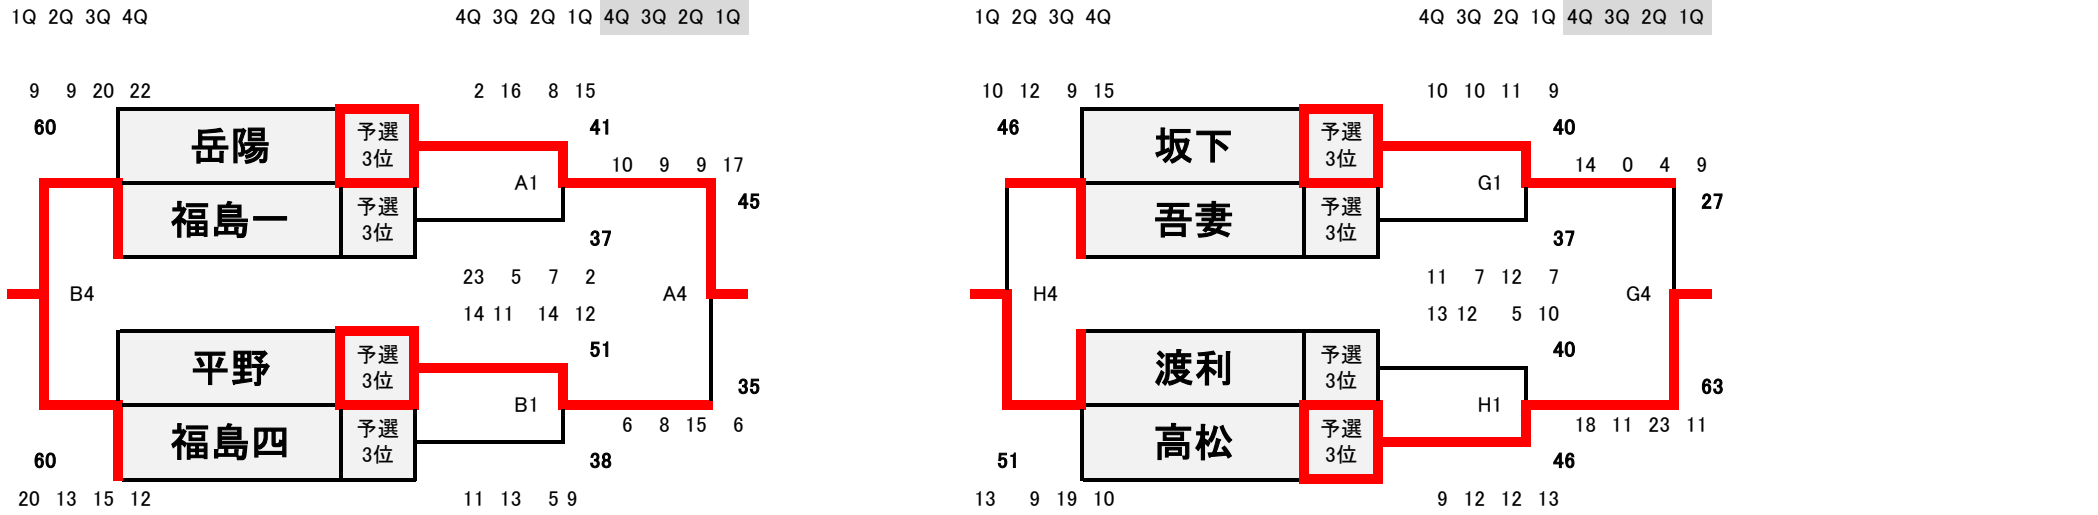 1Q 2Q 3Q 4Q 4Q 3Q 2Q 1Q 4Q 3Q 2Q 1Q 1Q 2Q 3Q 4Q 4Q 3Q 2Q 1Q 4Q 3Q 2Q 1Q
9 9 20 22 2 16 8 15 10 12 9 15 10 10 11 9
60 岳陽 予選 3位 41 46 坂下 予選 3位 40
10 9 9 17 14 0 4 9
A1 G1
福島一 予選 3位 45 吾妻 予選 3位 27
37 37
23 5 7 2 11 7 12 7
B4 A4 H4 G4
14 11 14 12 13 12 5 10
平野 予選 3位 51 渡利 予選 3位 40
35 63
B1 H1
6 8 15 6 18 11 23 11
福島四 予選 3位 高松 予選 3位
60 38 51 46
20 13 15 12 11 13 5 9 13 9 19 10 9 12 12 13